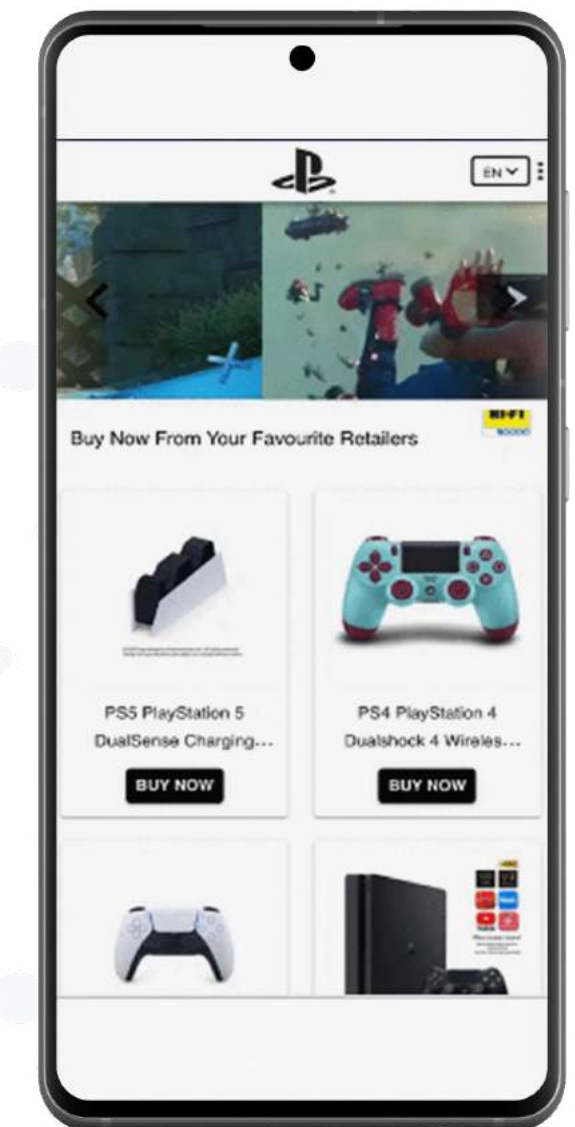 EN
HI-FI
Buy Now From Your Favourite Retailers
PS5 PlayStation 5
DualSense Charging...
BUY NOW
PS4 PlayStation 4
Dualshock 4 Wireles...
BUY NOW